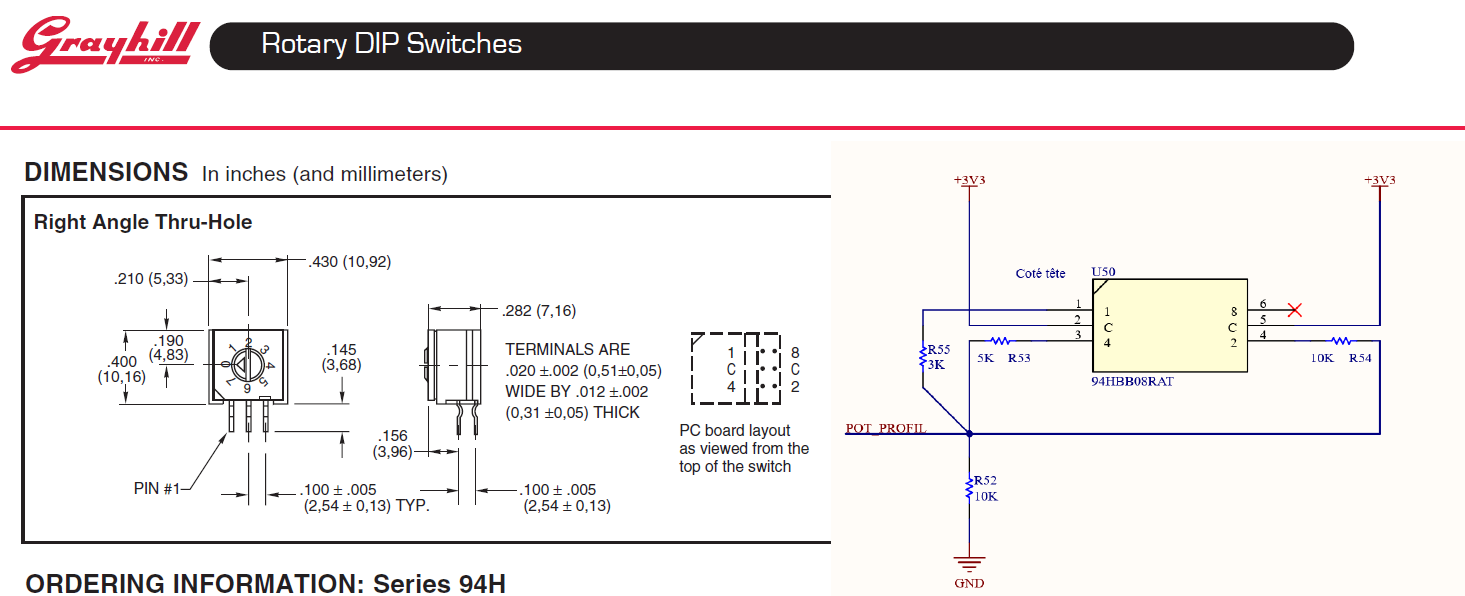 Grayhill
INC.
Rotary DIP Switches
DIMENSIONS In inches (and millimeters)
Right Angle Thru-Hole
.430 (10,92)
.210 (5,33)
.190
(4,83)
.400
(10,16)
.145
(3,68)
0 1 2 3 4 5 6 7
PIN #1
.100 ± .005
(2,54 ± 0,13) TYP.
.282 (7,16)
.156
(3,96)
.100 ± .005
(2,54 ± 0,13)
TERMINALS ARE
.020 ±.002 (0,51±0,05)
WIDE BY .012 ±.002
(0,31 ±0,05) THICK
1 8
C C
4 2
PC board layout
as viewed from the
top of the switch
ORDERING INFORMATION: Series 94H
+3V3
+3V3
Coté tête
U50
1 1 8 6
2 C C 5
3 4 2 4
R55
3K
5K R53
10K R54
94HBB08RAT
POT_PROFIL
R52
10K
GND